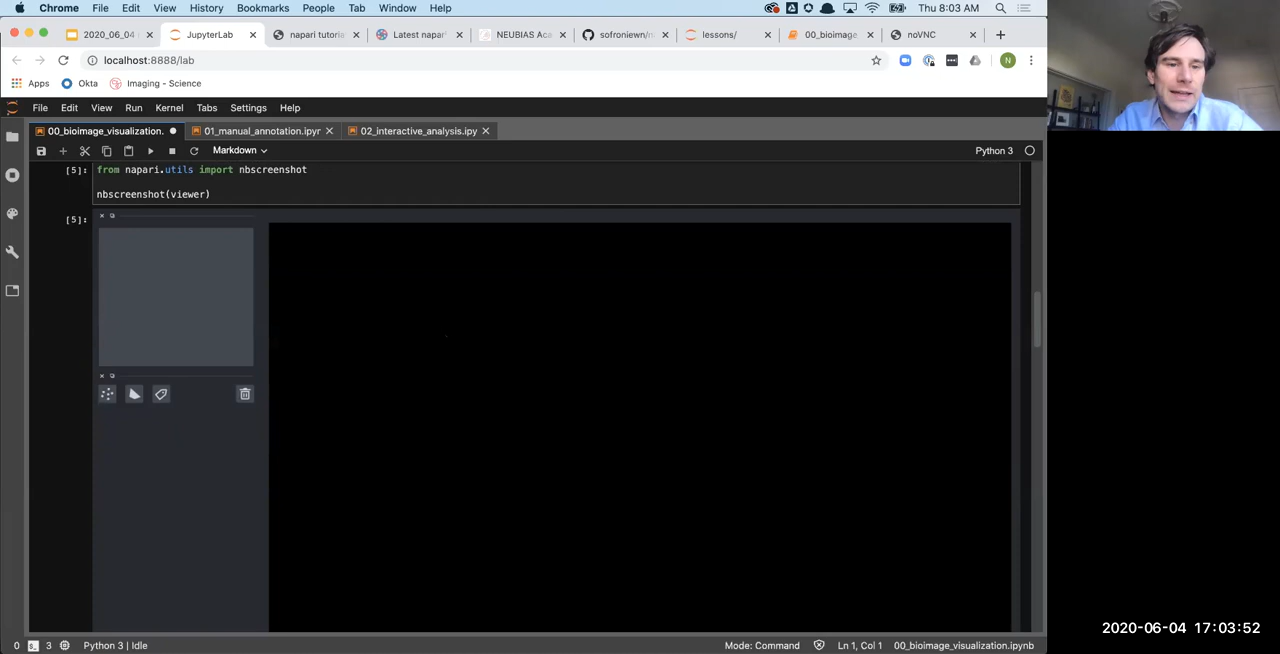 Chrome File Edit View History Bookmarks People Tab Window Help Thu 8:03 AM
2020_06_04 JupyterLab napari tutoria Latest napari NEUBIAS Aca sofroniewn/n lessons/ 00_bioimage_ noVNC
localhost:8888/lab N
Apps Okta Imaging - Science
File Edit View Run Kernel Tabs Settings Help
00_bioimage_visualization. 01_manual_annotation.ipynr 02_interactive_analysis.ipy
Markdown Python 3
[5]: from napari.utils import nbscreenshot
nbscreenshot(viewer)
[5]:
0 3 Python 3 | Idle Mode: Command Ln 1, Col 1 00_bioimage_visualization.ipynb
2020-06-04 17:03:52